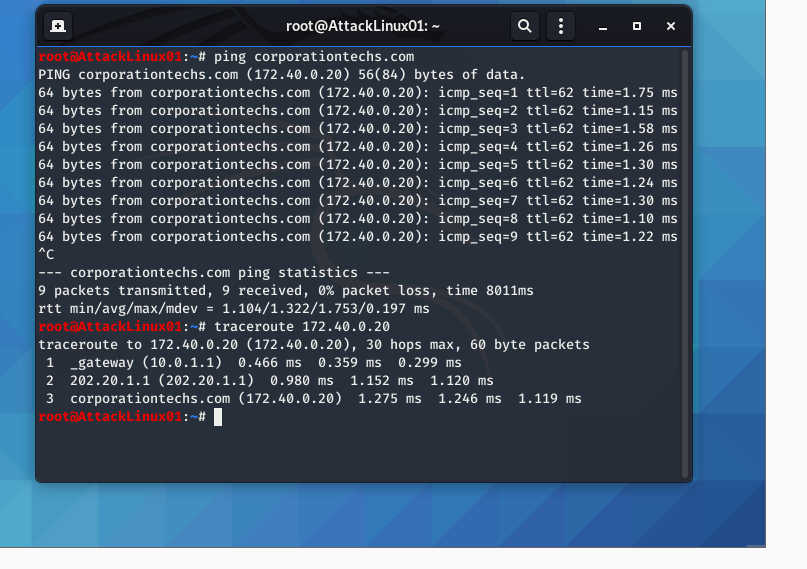 root@AttackLinux01: ~
root@AttackLinux01:~# ping corporationtechs.com
PING corporationtechs.com (172.40.0.20) 56(84) bytes of data.
64 bytes from corporationtechs.com (172.40.0.20): icmp_seq=1 ttl=62 time=1.75 ms
64 bytes from corporationtechs.com (172.40.0.20): icmp_seq=2 ttl=62 time=1.15 ms
64 bytes from corporationtechs.com (172.40.0.20): icmp_seq=3 ttl=62 time=1.58 ms
64 bytes from corporationtechs.com (172.40.0.20): icmp_seq=4 ttl=62 time=1.26 ms
64 bytes from corporationtechs.com (172.40.0.20): icmp_seq=5 ttl=62 time=1.30 ms
64 bytes from corporationtechs.com (172.40.0.20): icmp_seq=6 ttl=62 time=1.24 ms
64 bytes from corporationtechs.com (172.40.0.20): icmp_seq=7 ttl=62 time=1.30 ms
64 bytes from corporationtechs.com (172.40.0.20): icmp_seq=8 ttl=62 time=1.10 ms
64 bytes from corporationtechs.com (172.40.0.20): icmp_seq=9 ttl=62 time=1.22 ms
^C
--- corporationtechs.com ping statistics ---
9 packets transmitted, 9 received, 0% packet loss, time 8011ms
rtt min/avg/max/mdev = 1.104/1.322/1.753/0.197 ms
root@AttackLinux01:~# traceroute 172.40.0.20
traceroute to 172.40.0.20 (172.40.0.20), 30 hops max, 60 byte packets
 1  _gateway (10.0.1.1)  0.466 ms  0.359 ms  0.299 ms
 2  202.20.1.1 (202.20.1.1)  0.980 ms  1.152 ms  1.120 ms
 3  corporationtechs.com (172.40.0.20)  1.275 ms  1.246 ms  1.119 ms
root@AttackLinux01:~#